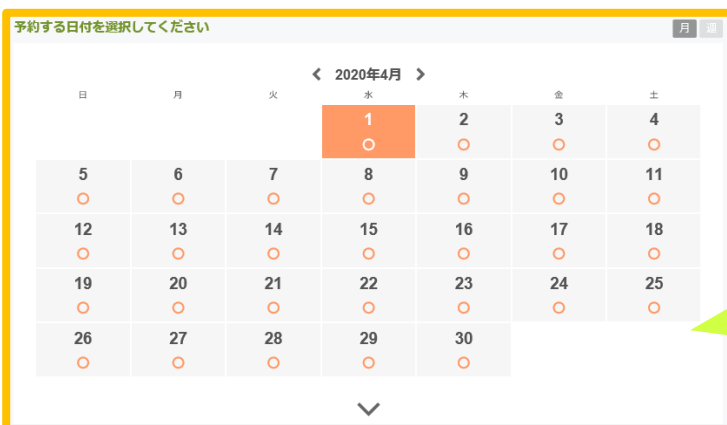 予約する日付を選択してください
月 週
2020年4月
日 月 火 水 木 金 土
1 2 3 4
5 6 7 8 9 10 11
12 13 14 15 16 17 18
19 20 21 22 23 24 25
26 27 28 29 30